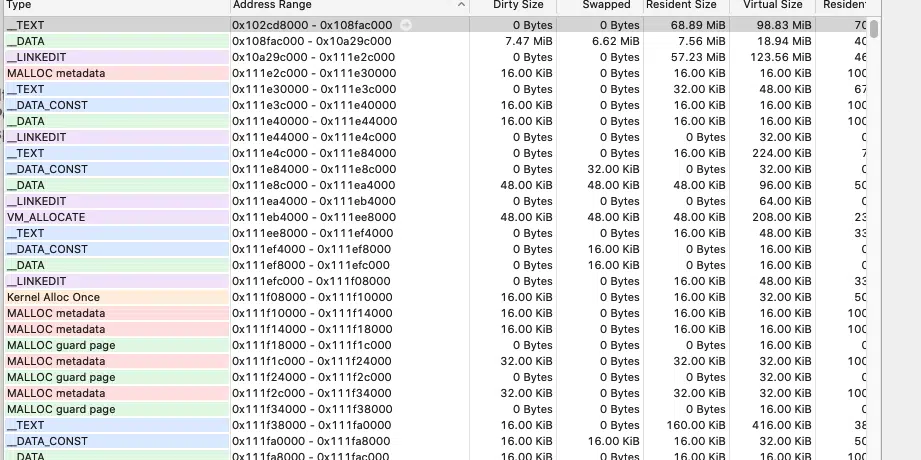 Type Address Range Dirty Size Swapped Resident Size Virtual Size Resident
__TEXT 0x102cd8000 - 0x108fac000 0 Bytes 0 Bytes 68.89 MiB 98.83 MiB 70
__DATA 0x108fac000 - 0x10a29c000 7.47 MiB 6.62 MiB 7.56 MiB 18.94 MiB 40
__LINKEDIT 0x10a29c000 - 0x111e2c000 0 Bytes 0 Bytes 57.23 MiB 123.56 MiB 46
MALLOC metadata 0x111e2c000 - 0x111e30000 16.00 KiB 0 Bytes 16.00 KiB 16.00 KiB 100
__TEXT 0x111e30000 - 0x111e3c000 0 Bytes 0 Bytes 32.00 KiB 48.00 KiB 67
__DATA_CONST 0x111e3c000 - 0x111e40000 16.00 KiB 0 Bytes 16.00 KiB 16.00 KiB 100
__DATA 0x111e40000 - 0x111e44000 16.00 KiB 0 Bytes 16.00 KiB 16.00 KiB 100
__LINKEDIT 0x111e44000 - 0x111e4c000 0 Bytes 0 Bytes 0 Bytes 32.00 KiB 0
__TEXT 0x111e4c000 - 0x111e84000 0 Bytes 0 Bytes 16.00 KiB 224.00 KiB 7
__DATA_CONST 0x111e84000 - 0x111e8c000 0 Bytes 32.00 KiB 0 Bytes 32.00 KiB 0
__DATA 0x111e8c000 - 0x111ea4000 48.00 KiB 48.00 KiB 48.00 KiB 96.00 KiB 50
__LINKEDIT 0x111ea4000 - 0x111eb4000 0 Bytes 0 Bytes 0 Bytes 64.00 KiB 0
VM_ALLOCATE 0x111eb4000 - 0x111ee8000 48.00 KiB 0 Bytes 48.00 KiB 208.00 KiB 23
__TEXT 0x111ee8000 - 0x111ef4000 0 Bytes 0 Bytes 16.00 KiB 48.00 KiB 33
__DATA_CONST 0x111ef4000 - 0x111ef8000 0 Bytes 16.00 KiB 0 Bytes 16.00 KiB 0
__DATA 0x111ef8000 - 0x111efc000 0 Bytes 16.00 KiB 0 Bytes 16.00 KiB 0
__LINKEDIT 0x111efc000 - 0x111f08000 0 Bytes 0 Bytes 16.00 KiB 48.00 KiB 33
Kernel Alloc Once 0x111f08000 - 0x111f10000 16.00 KiB 0 Bytes 16.00 KiB 32.00 KiB 50
MALLOC metadata 0x111f10000 - 0x111f14000 16.00 KiB 0 Bytes 16.00 KiB 16.00 KiB 100
MALLOC metadata 0x111f14000 - 0x111f18000 16.00 KiB 0 Bytes 16.00 KiB 16.00 KiB 100
MALLOC guard page 0x111f18000 - 0x111f1c000 0 Bytes 0 Bytes 0 Bytes 16.00 KiB 0
MALLOC metadata 0x111f1c000 - 0x111f24000 32.00 KiB 0 Bytes 32.00 KiB 32.00 KiB 100
MALLOC guard page 0x111f24000 - 0x111f2c000 0 Bytes 0 Bytes 0 Bytes 32.00 KiB 0
MALLOC metadata 0x111f2c000 - 0x111f34000 32.00 KiB 0 Bytes 32.00 KiB 32.00 KiB 100
MALLOC guard page 0x111f34000 - 0x111f38000 0 Bytes 0 Bytes 0 Bytes 16.00 KiB 0
__TEXT 0x111f38000 - 0x111fa0000 16.00 KiB 0 Bytes 160.00 KiB 416.00 KiB 38
__DATA_CONST 0x111fa0000 - 0x111fa8000 16.00 KiB 16.00 KiB 16.00 KiB 32.00 KiB 50
__DATA 0x111fa8000 - 0x111fac000 16.00 KiB 0 Bytes 16.00 KiB 16.00 KiB 100